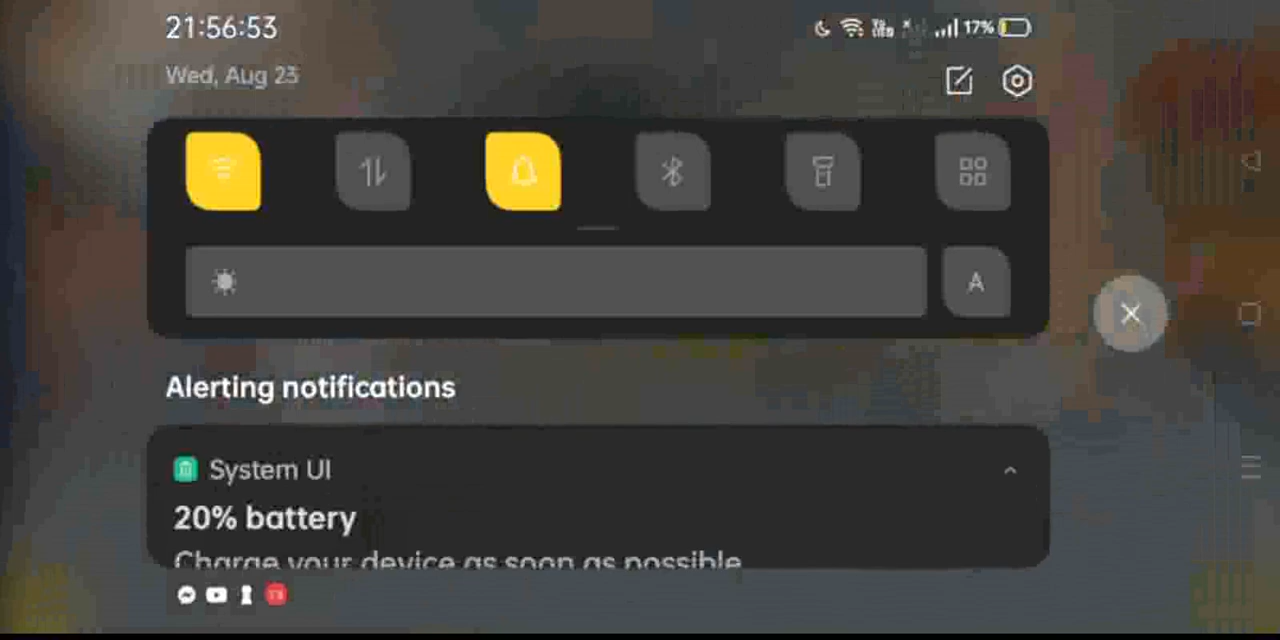 21:56:53
17%
Wed, Aug 23
A
Alerting notifications
System UI
20% battery
Charge your device as soon as possible